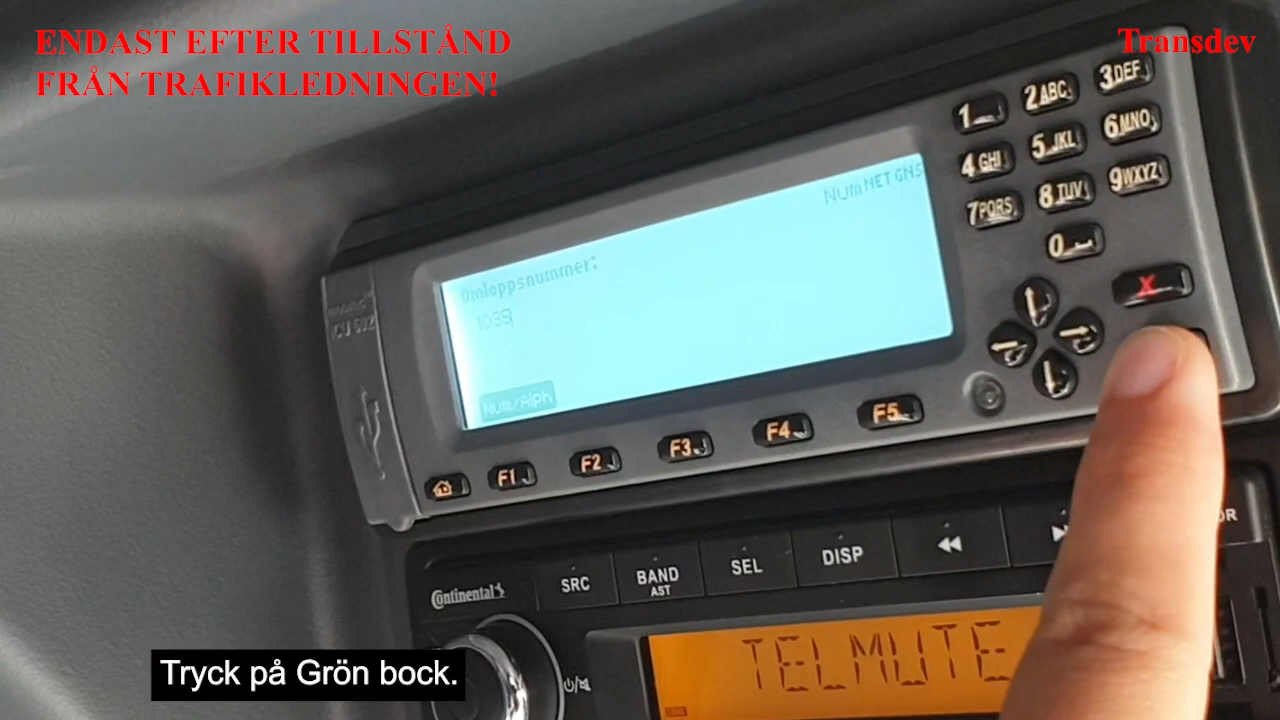 ENDAST EFTER TILLSTÅND
FRÅN TRAFIKLEDNINGEN!
Transdev
1
2ABC
3DEF
4GHI
5JKL
6MNO
7PQRS
8TUV
9WXYZ
0
X
Num NET GNS
Omloppsnummer:
1095
Num/Alph
F1
F2
F3
F4
F5
Continental
SRC
BAND
AST
SEL
DISP
TELMUTE
Tryck på Grön bock.